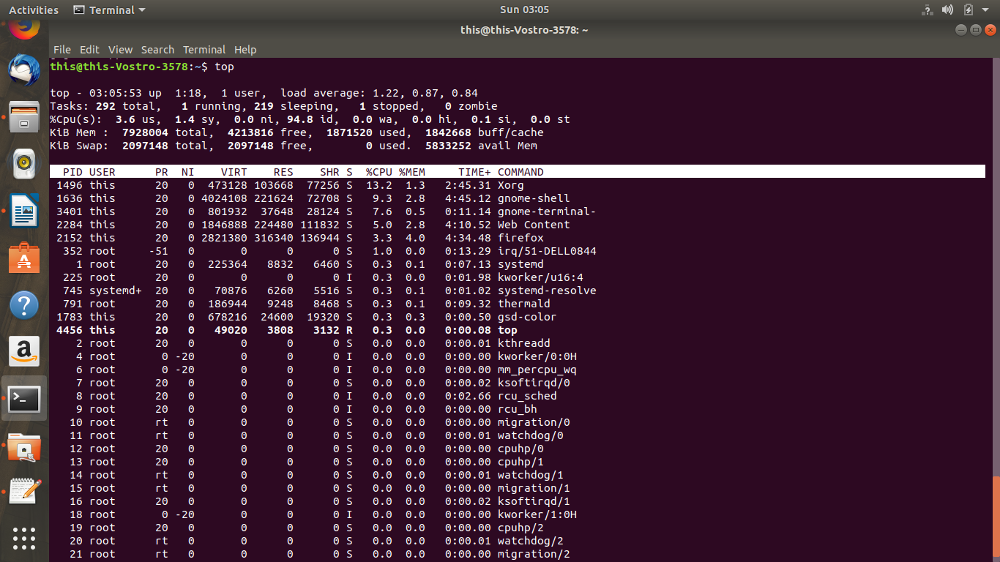 Activities Terminal Sun 03:05
this@this-Vostro-3578: ~
File Edit View Search Terminal Help
this@this-Vostro-3578:~$ top
top - 03:05:53 up  1:18,  1 user,  load average: 1.22, 0.87, 0.84
Tasks: 292 total,   1 running, 219 sleeping,   1 stopped,   0 zombie
%Cpu(s):  3.6 us,  1.4 sy,  0.0 ni, 94.8 id,  0.0 wa,  0.0 hi,  0.1 si,  0.0 st
KiB Mem :  7928004 total,  4213816 free,  1871520 used,  1842668 buff/cache
KiB Swap:  2097148 total,  2097148 free,        0 used.  5833252 avail Mem
PID USER      PR  NI    VIRT    RES    SHR S  %CPU %MEM     TIME+ COMMAND
1496 this      20   0  473128 103668  77256 S  13.2  1.3   2:45.31 Xorg
1636 this      20   0 4024108 221624  72708 S   9.3  2.8   4:45.12 gnome-shell
3401 this      20   0  801932  37648  28124 S   7.6  0.5   0:11.14 gnome-terminal-
2284 this      20   0 1846888 224480 111832 S   5.0  2.8   4:10.52 Web Content
2152 this      20   0 2821380 316340 136944 S   3.3  4.0   4:34.48 firefox
352 root     -51   0       0      0      0 S   1.0  0.0   0:13.29 irq/51-DELL0844
1 root      20   0  225364   8832   6460 S   0.3  0.1   0:07.13 systemd
225 root      20   0       0      0      0 I   0.3  0.0   0:01.98 kworker/u16:4
745 systemd+  20   0   70876   6260   5516 S   0.3  0.1   0:01.02 systemd-resolve
791 root      20   0  186944   9248   8468 S   0.3  0.1   0:09.32 thermald
1783 this      20   0  678216  24600  19320 S   0.3  0.3   0:00.50 gsd-color
4456 this      20   0   49020   3808   3132 R   0.3  0.0   0:00.08 top
2 root      20   0       0      0      0 S   0.0  0.0   0:00.01 kthreadd
4 root       0 -20       0      0      0 I   0.0  0.0   0:00.00 kworker/0:0H
6 root       0 -20       0      0      0 I   0.0  0.0   0:00.00 mm_percpu_wq
7 root      20   0       0      0      0 S   0.0  0.0   0:00.02 ksoftirqd/0
8 root      20   0       0      0      0 I   0.0  0.0   0:02.66 rcu_sched
9 root      20   0       0      0      0 I   0.0  0.0   0:00.00 rcu_bh
10 root      rt   0       0      0      0 S   0.0  0.0   0:00.00 migration/0
11 root      rt   0       0      0      0 S   0.0  0.0   0:00.01 watchdog/0
12 root      20   0       0      0      0 S   0.0  0.0   0:00.00 cpuhp/0
13 root      20   0       0      0      0 S   0.0  0.0   0:00.00 cpuhp/1
14 root      rt   0       0      0      0 S   0.0  0.0   0:00.01 watchdog/1
15 root      rt   0       0      0      0 S   0.0  0.0   0:00.00 migration/1
16 root      20   0       0      0      0 S   0.0  0.0   0:00.02 ksoftirqd/1
18 root       0 -20       0      0      0 I   0.0  0.0   0:00.00 kworker/1:0H
19 root      20   0       0      0      0 S   0.0  0.0   0:00.00 cpuhp/2
20 root      rt   0       0      0      0 S   0.0  0.0   0:00.01 watchdog/2
21 root      rt   0       0      0      0 S   0.0  0.0   0:00.00 migration/2